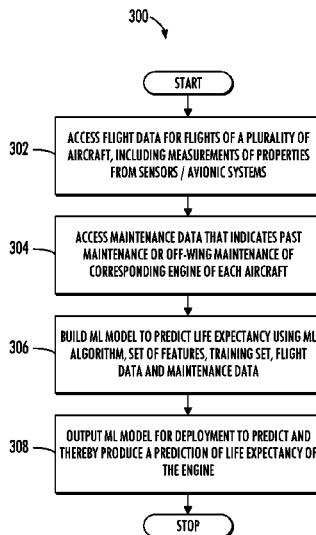 300
START
302
ACCESS FLIGHT DATA FOR FLIGHTS OF A PLURALITY OF
AIRCRAFT, INCLUDING MEASUREMENTS OF PROPERTIES
FROM SENSORS / AVIONIC SYSTEMS
304
ACCESS MAINTENANCE DATA THAT INDICATES PAST
MAINTENANCE OR OFF-WING MAINTENANCE OF
CORRESPONDING ENGINE OF EACH AIRCRAFT
306
BUILD ML MODEL TO PREDICT LIFE EXPECTANCY USING ML
ALGORITHM, SET OF FEATURES, TRAINING SET, FLIGHT
DATA AND MAINTENANCE DATA
308
OUTPUT ML MODEL FOR DEPLOYMENT TO PREDICT AND
THEREBY PRODUCE A PREDICTION OF LIFE EXPECTANCY OF
THE ENGINE
STOP